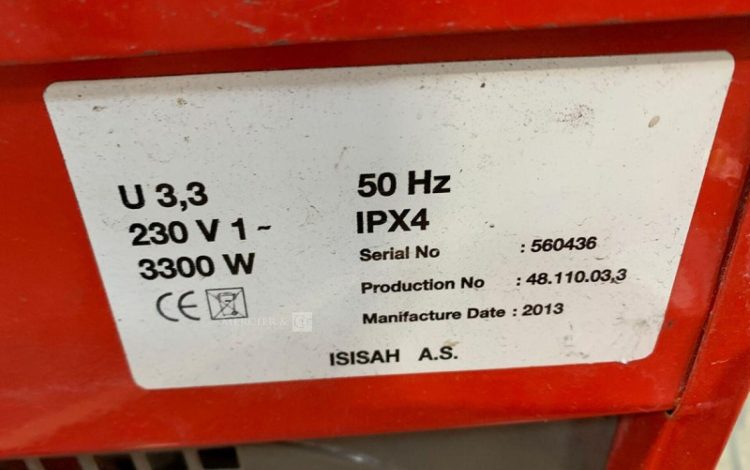 U 3,3
230 V 1 ~
3300 W
CE
50 Hz
IPX4
Serial No : 560436
Production No : 48.110.03,3
Manifacture Date : 2013
MERCIER &
ISISAH A.S.